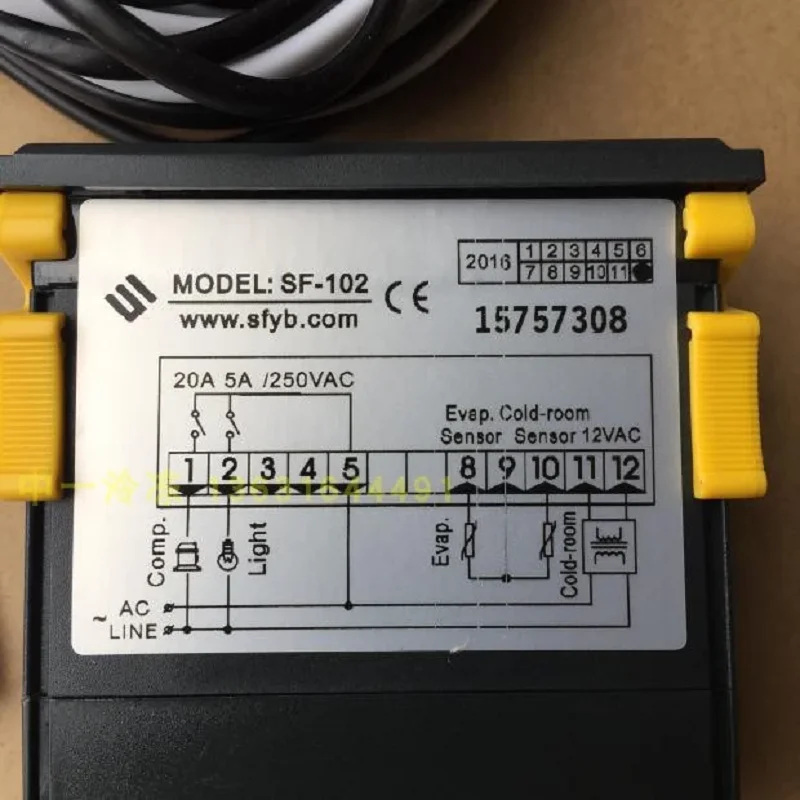 MODEL: SF-102
www.sfyb.com
CE
2016 1 2 3 4 5 6
7 8 9 10 11
15757308
20A 5A /250VAC
Evap. Cold-room
Sensor Sensor 12VAC
1 2 3 4 5 8 9 10 11 12
Comp.
Light
Evap.
Cold-room
~ AC
LINE